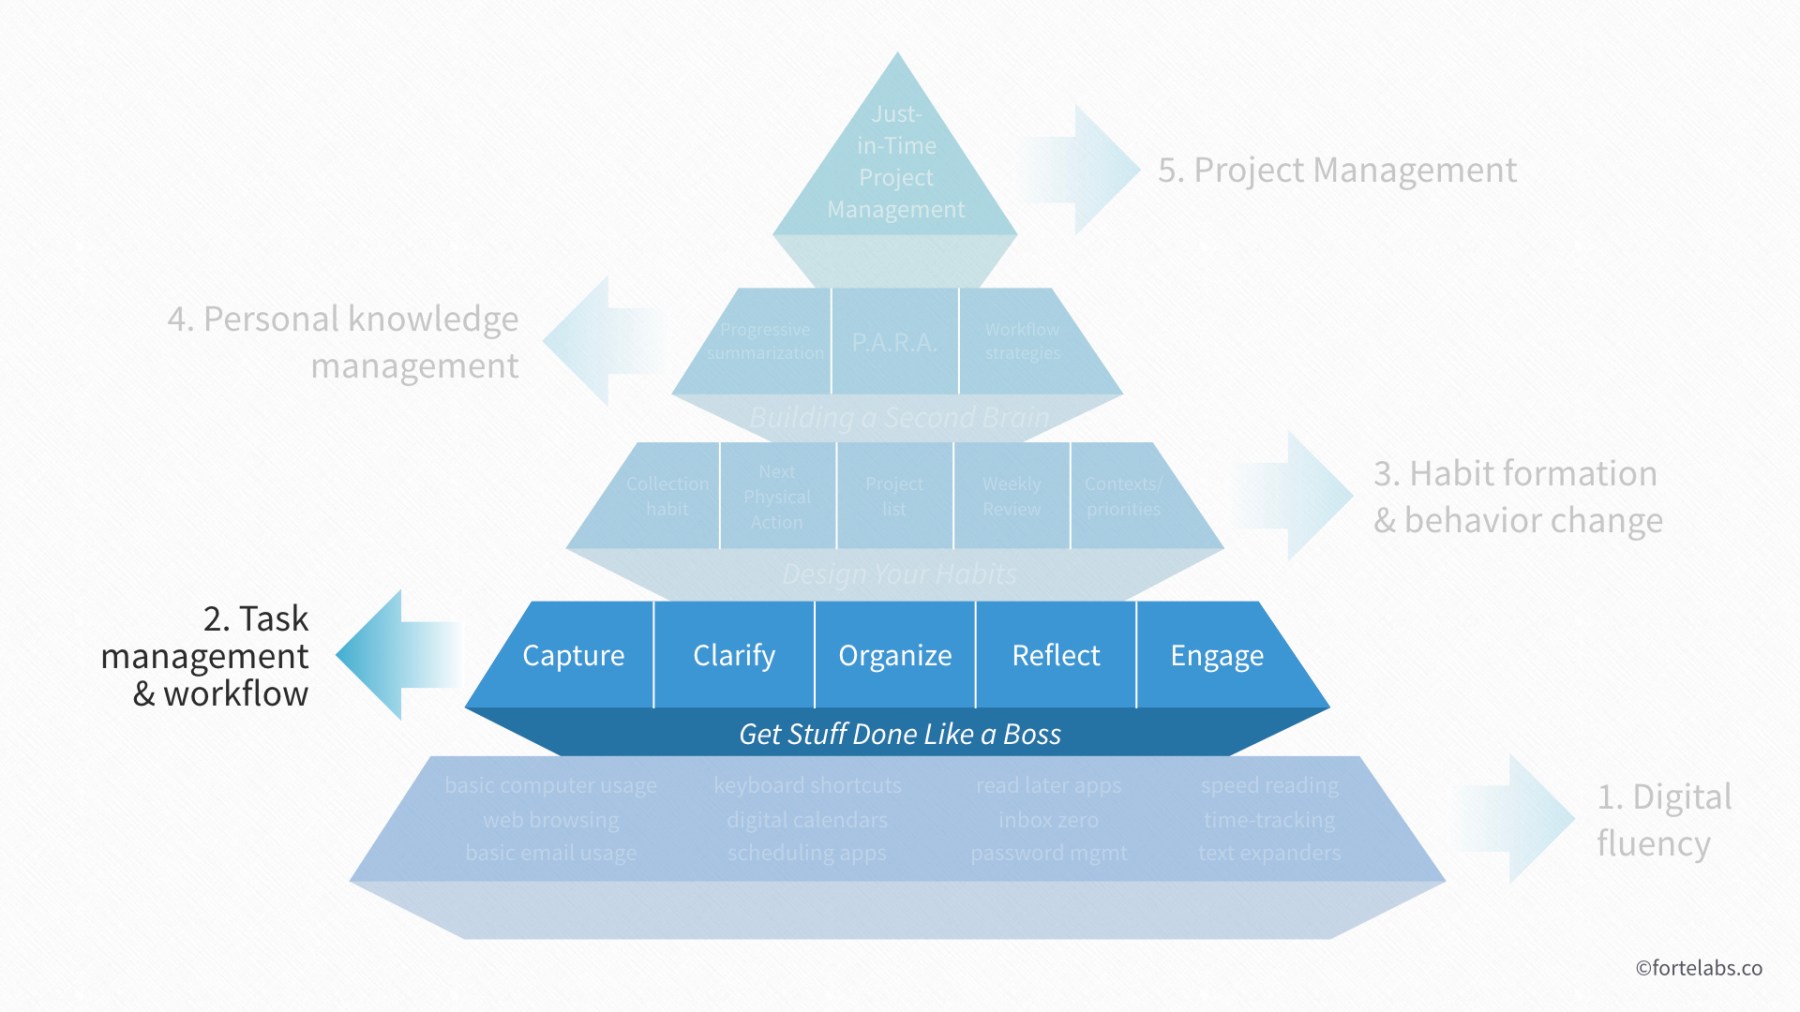 Just-
in-Time
Project
Management
5. Project Management
4. Personal knowledge
management
Progressive
summarization
P.A.R.A.
Workflow
strategies
Building a Second Brain
Collection
habit
Next
Physical
Action
Project
list
Weekly
Review
Contexts/
priorities
3. Habit formation
& behavior change
Design Your Habits
2. Task
management
& workflow
Capture
Clarify
Organize
Reflect
Engage
Get Stuff Done Like a Boss
basic computer usage
web browsing
basic email usage
keyboard shortcuts
digital calendars
scheduling apps
read later apps
inbox zero
password mgmt
speed reading
time-tracking
text expanders
1. Digital
fluency
©fortelabs.co